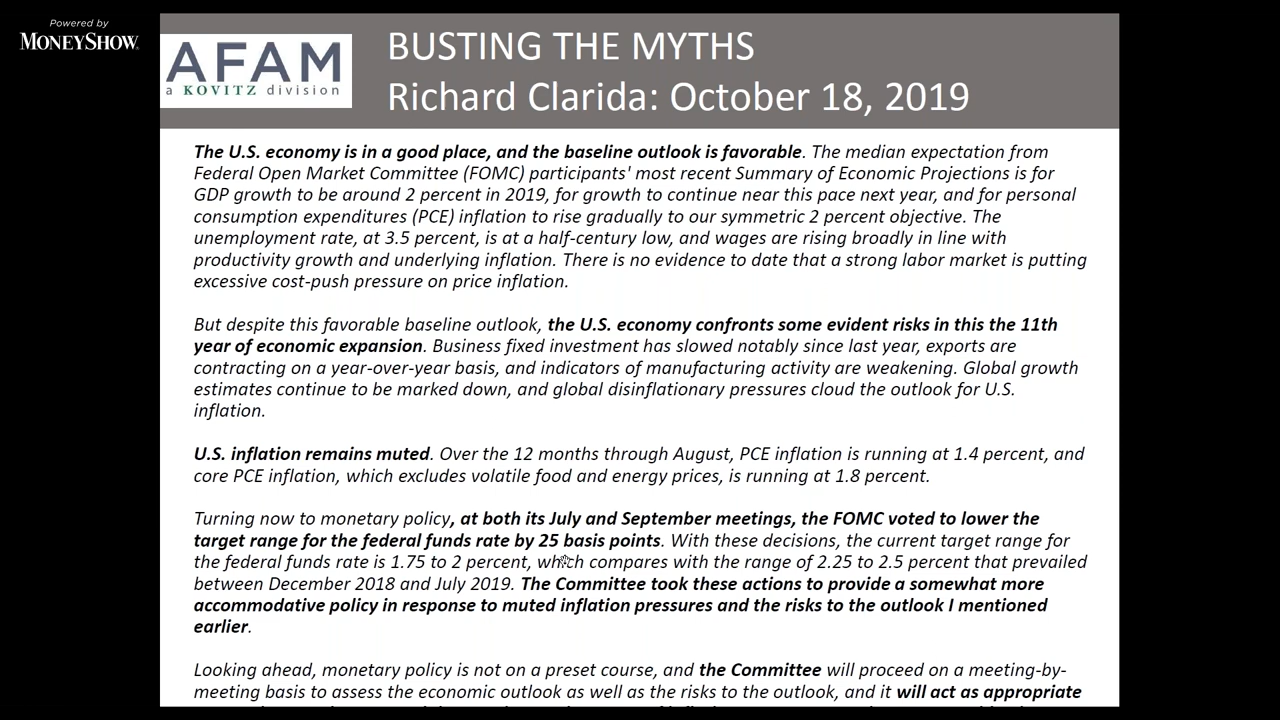 Powered by
MONEYSHOW.
AFAM
a KOVITZ division
BUSTING THE MYTHS
Richard Clarida: October 18, 2019
The U.S. economy is in a good place, and the baseline outlook is favorable. The median expectation from
Federal Open Market Committee (FOMC) participants' most recent Summary of Economic Projections is for
GDP growth to be around 2 percent in 2019, for growth to continue near this pace next year, and for personal
consumption expenditures (PCE) inflation to rise gradually to our symmetric 2 percent objective. The
unemployment rate, at 3.5 percent, is at a half-century low, and wages are rising broadly in line with
productivity growth and underlying inflation. There is no evidence to date that a strong labor market is putting
excessive cost-push pressure on price inflation.
But despite this favorable baseline outlook, the U.S. economy confronts some evident risks in this the 11th
year of economic expansion. Business fixed investment has slowed notably since last year, exports are
contracting on a year-over-year basis, and indicators of manufacturing activity are weakening. Global growth
estimates continue to be marked down, and global disinflationary pressures cloud the outlook for U.S.
inflation.
U.S. inflation remains muted. Over the 12 months through August, PCE inflation is running at 1.4 percent, and
core PCE inflation, which excludes volatile food and energy prices, is running at 1.8 percent.
Turning now to monetary policy, at both its July and September meetings, the FOMC voted to lower the
target range for the federal funds rate by 25 basis points. With these decisions, the current target range for
the federal funds rate is 1.75 to 2 percent, which compares with the range of 2.25 to 2.5 percent that prevailed
between December 2018 and July 2019. The Committee took these actions to provide a somewhat more
accommodative policy in response to muted inflation pressures and the risks to the outlook I mentioned
earlier.
Looking ahead, monetary policy is not on a preset course, and the Committee will proceed on a meeting-by-
meeting basis to assess the economic outlook as well as the risks to the outlook, and it will act as appropriate